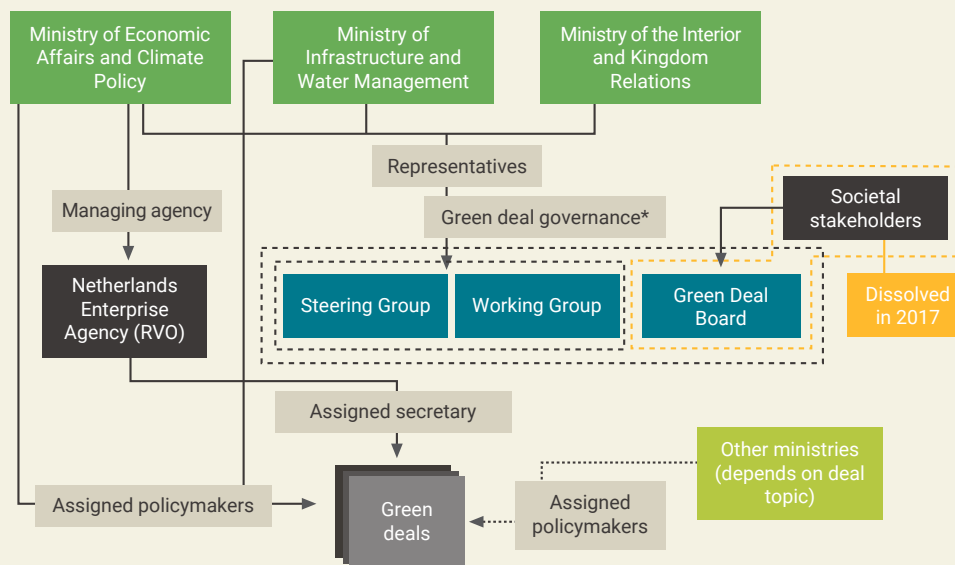 Ministry of Economic
Affairs and Climate
Policy
Ministry of
Infrastructure and
Water Management
Ministry of the Interior
and Kingdom
Relations
Representatives
Societal
stakeholders
Managing agency
Green deal governance*
Netherlands
Enterprise
Agency (RVO)
Steering Group
Working Group
Green Deal
Board
Dissolved
in 2017
Assigned secretary
Other ministries
(depends on deal
topic)
Assigned policymakers
Green
deals
Assigned
policymakers